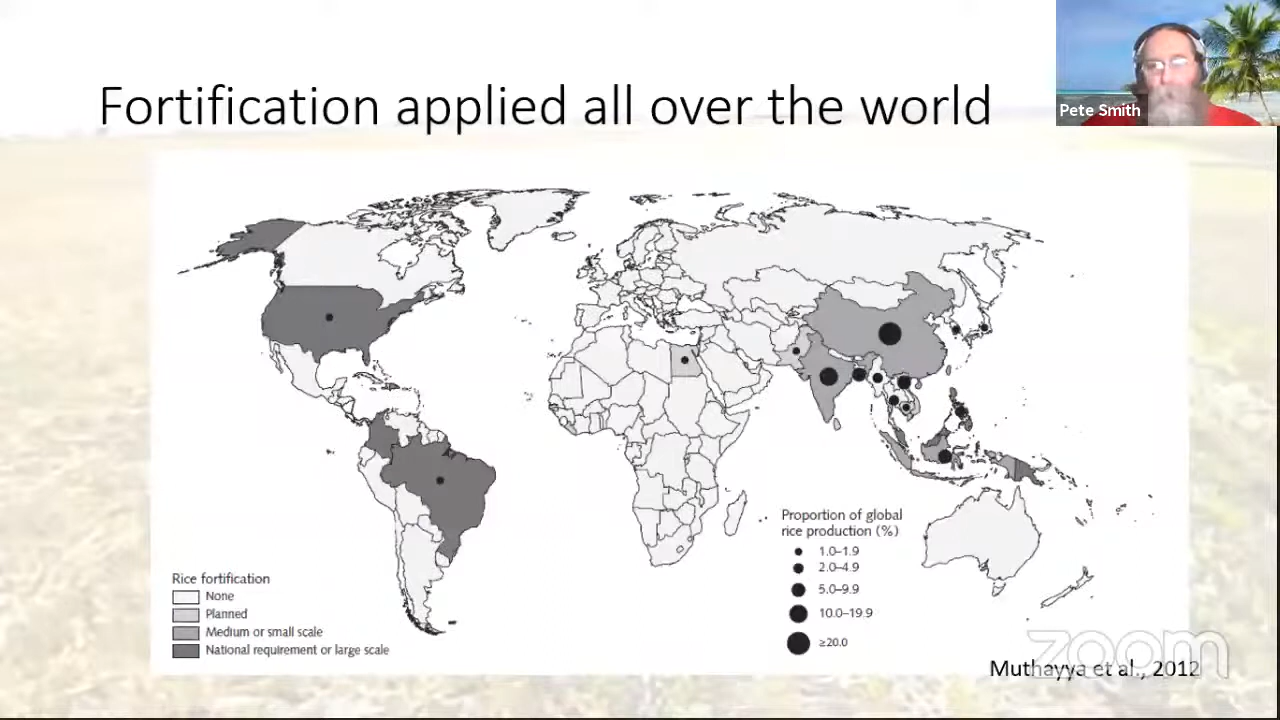 Fortification applied all over the world
Pete Smith
Proportion of global
rice production (%)
1.0–1.9
2.0–4.9
5.0–9.9
10.0–19.9
≥20.0
Rice fortification
None
Planned
Medium or small scale
National requirement or large scale
zoom
Muthayya et al., 2012